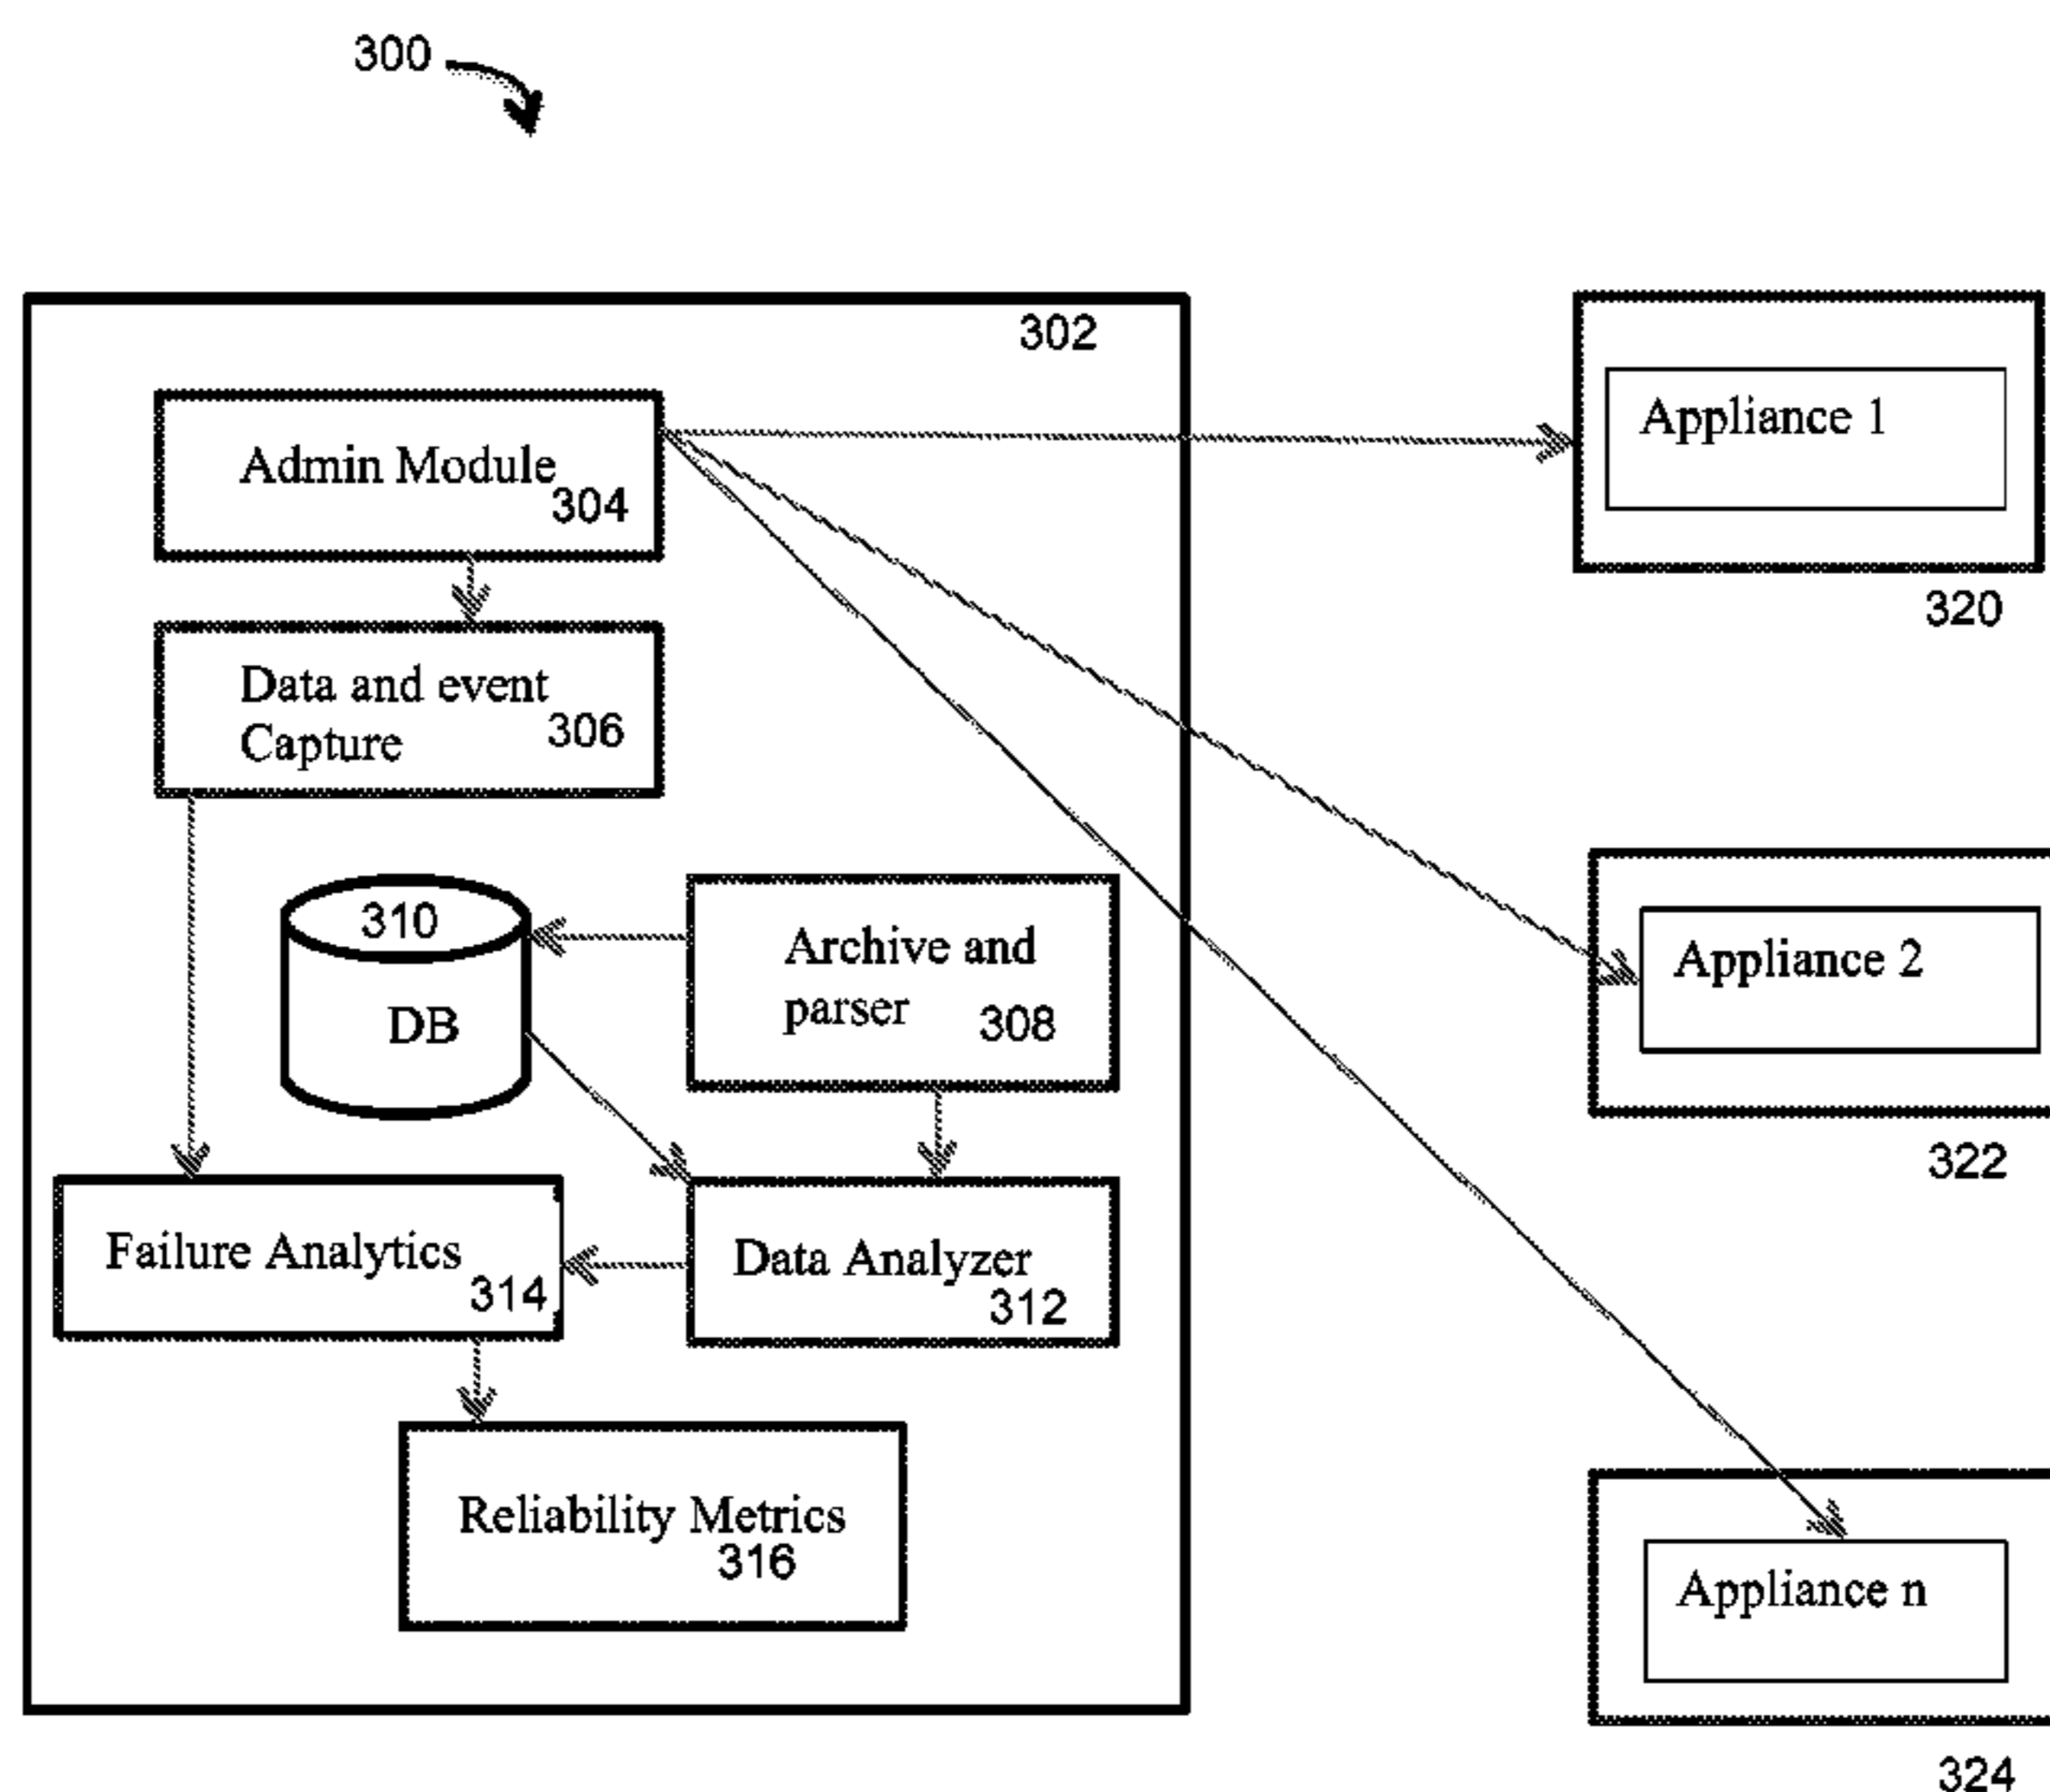 300
302
Admin Module
304
Data and event
Capture
306
310
DB
Archive and
parser
308
Failure Analytics
314
Data Analyzer
312
Reliability Metrics
316
Appliance 1
320
Appliance 2
322
Appliance n
324